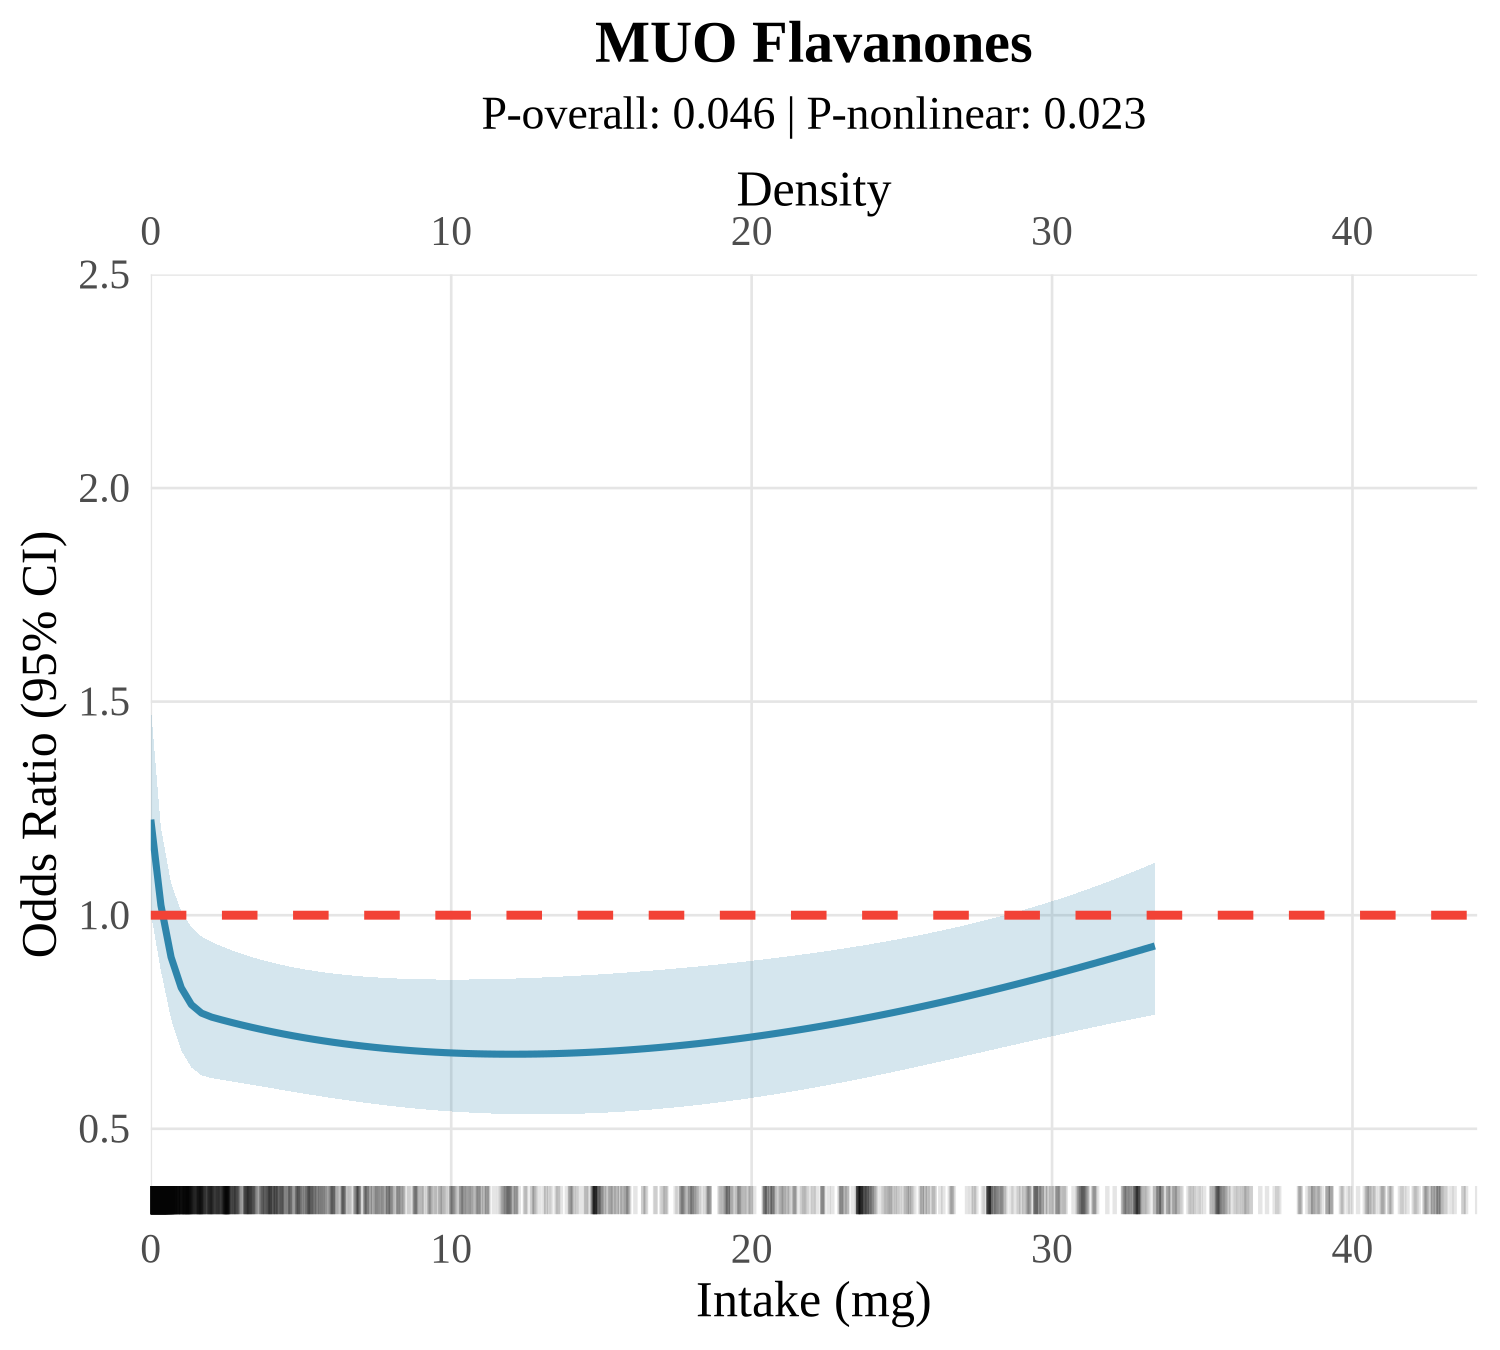 MUO Flavanones
P-overall: 0.046 | P-nonlinear: 0.023
Density
0 10 20 30 40
2.5
2.0
1.5
1.0
0.5
Odds Ratio (95% CI)
0 10 20 30 40
Intake (mg)